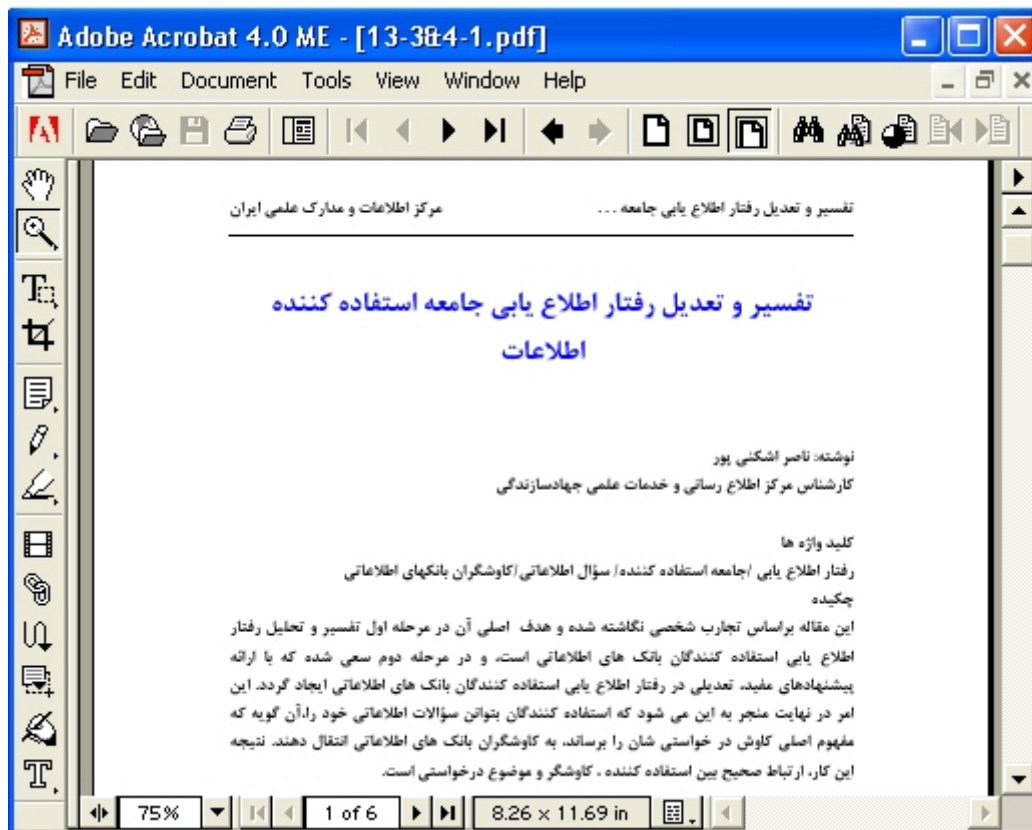 Adobe Acrobat 4.0 ME - [13-3&4-1.pdf]
File Edit Document Tools View Window Help
تفسیر و تعدیل رفتار اطلاع یابی جامعه ... مرکز اطلاعات و مدارک علمی ایران
تفسیر و تعدیل رفتار اطلاع یابی جامعه استفاده کننده
اطلاعات
نوشته: ناصر اشکنی پور
کارشناس مرکز اطلاع رسانی و خدمات علمی جهادسازندگی
کلید واژه ها
رفتار اطلاع یابی /جامعه استفاده کننده/ سؤال اطلاعاتی/کاوشگران بانکهای اطلاعاتی
چکیده
این مقاله براساس تجارب شخصی نگاشته شده و هدف اصلی آن در مرحله اول تفسیر و تحلیل رفتار
اطلاع یابی استفاده کنندگان بانک های اطلاعاتی است، و در مرحله دوم سعی شده که با ارائه
پیشنهادهای مفید، تعدیلی در رفتار اطلاع یابی استفاده کنندگان بانک های اطلاعاتی ایجاد گردد. این
امر در نهایت منجر به این می شود که استفاده کنندگان بتوانن سؤالات اطلاعاتی خود را،آن گویه که
مفهوم اصلی کاوش در خواستی شان را برساند، به کاوشگران بانک های اطلاعاتی انتقال دهند. نتیجه
این کار، ارتباط صحیح بین استفاده کننده ، کاوشگر و موضوع درخواستی است.
75% 1 of 6 8.26 x 11.69 in